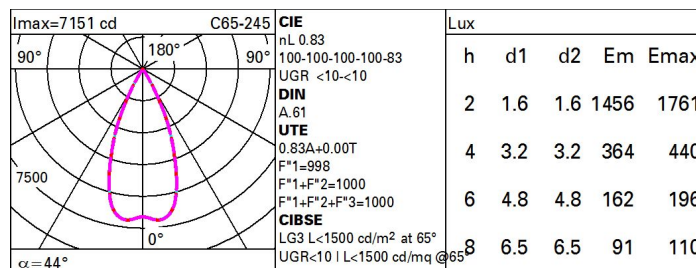 Imax=7151 cd C65-245
90° 180° 90°
7500
0°
α=44°
CIE
nL 0.83
100-100-100-100-83
UGR <10-<10
DIN
A.61
UTE
0.83A+0.00T
F"1=998
F"1+F"2=1000
F"1+F"2+F"3=1000
CIBSE
LG3 L<1500 cd/m² at 65°
UGR<10 | L<1500 cd/mq @65°
Lux
h d1 d2 Em Emax
2 1.6 1.6 1456 1761
4 3.2 3.2 364 440
6 4.8 4.8 162 196
8 6.5 6.5 91 110